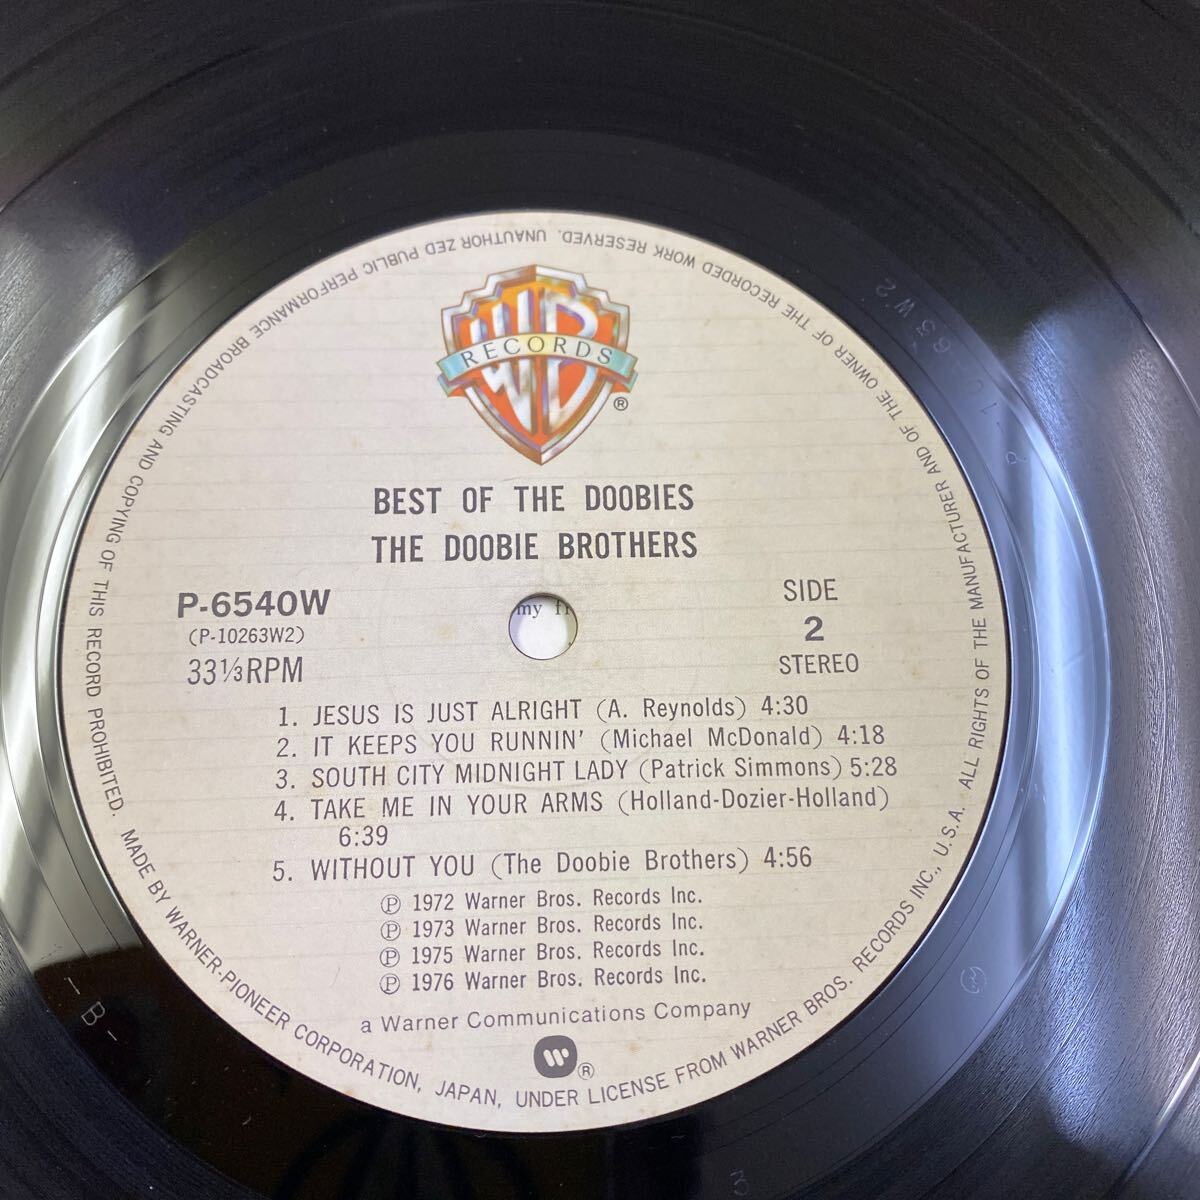 WB
RECORDS
®
BEST OF THE DOOBIES
THE DOOBIE BROTHERS
P-6540W
(P-10263W2)
33⅓RPM
SIDE
2
STEREO
my fr
1. JESUS IS JUST ALRIGHT (A. Reynolds) 4:30
2. IT KEEPS YOU RUNNIN' (Michael McDonald) 4:18
3. SOUTH CITY MIDNIGHT LADY (Patrick Simmons) 5:28
4. TAKE ME IN YOUR ARMS (Holland-Dozier-Holland)
6:39
5. WITHOUT YOU (The Doobie Brothers) 4:56
℗ 1972 Warner Bros. Records Inc.
℗ 1973 Warner Bros. Records Inc.
℗ 1975 Warner Bros. Records Inc.
℗ 1976 Warner Bros. Records Inc.
a Warner Communications Company
W ®
MADE BY WARNER-PIONEER CORPORATION, JAPAN, UNDER LICENSE FROM WARNER BROS. RECORDS INC., U.S.A. ALL RIGHTS OF THE MANUFACTURER AND OF THE OWNER OF THE RECORDED WORK RESERVED. UNAUTHOR ZED PUBLIC PERFORMANCE BROADCASTING AND COPYING OF THIS RECORD PROHIBITED.
-B-